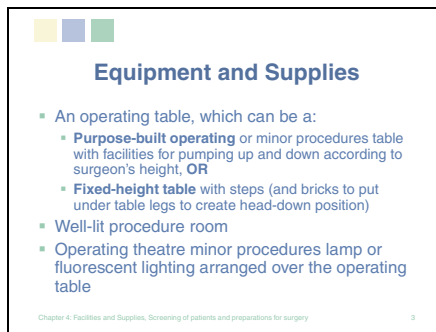 Equipment and Supplies
▪ An operating table, which can be a:
▪ Purpose-built operating or minor procedures table
with facilities for pumping up and down according to
surgeon's height, OR
▪ Fixed-height table with steps (and bricks to put
under table legs to create head-down position)
▪ Well-lit procedure room
▪ Operating theatre minor procedures lamp or
fluorescent lighting arranged over the operating
table
Chapter 4: Facilities and Supplies, Screening of patients and preparations for surgery 3